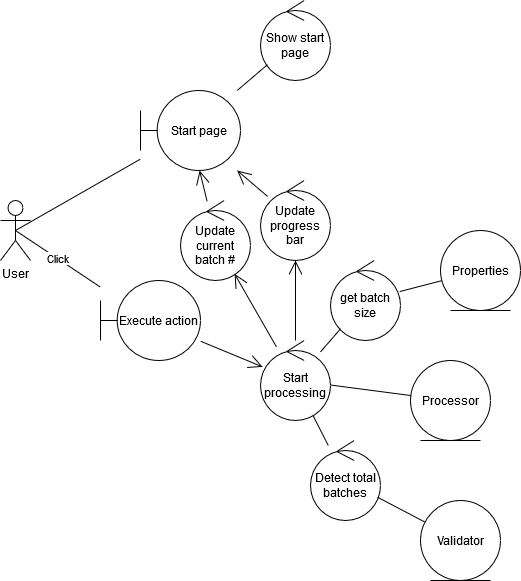 Show start
page
Start page
Update
current
batch #
Update
progress
bar
User
Click
Execute action
get batch
size
Properties
Start
processing
Processor
Detect total
batches
Validator